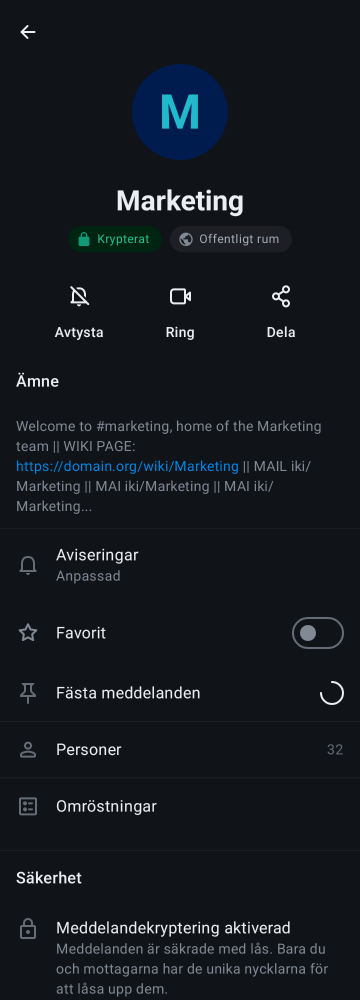 M
Marketing
Krypterat
Offentligt rum
Avtysta
Ring
Dela
Ämne
Welcome to #marketing, home of the Marketing
team || WIKI PAGE:
https://domain.org/wiki/Marketing || MAIL iki/
Marketing || MAI iki/Marketing || MAI iki/
Marketing...
Aviseringar
Anpassad
Favorit
Fästa meddelanden
Personer 32
Omröstningar
Säkerhet
Meddelandekryptering aktiverad
Meddelanden är säkrade med lås. Bara du
och mottagarna har de unika nycklarna för
att låsa upp dem.